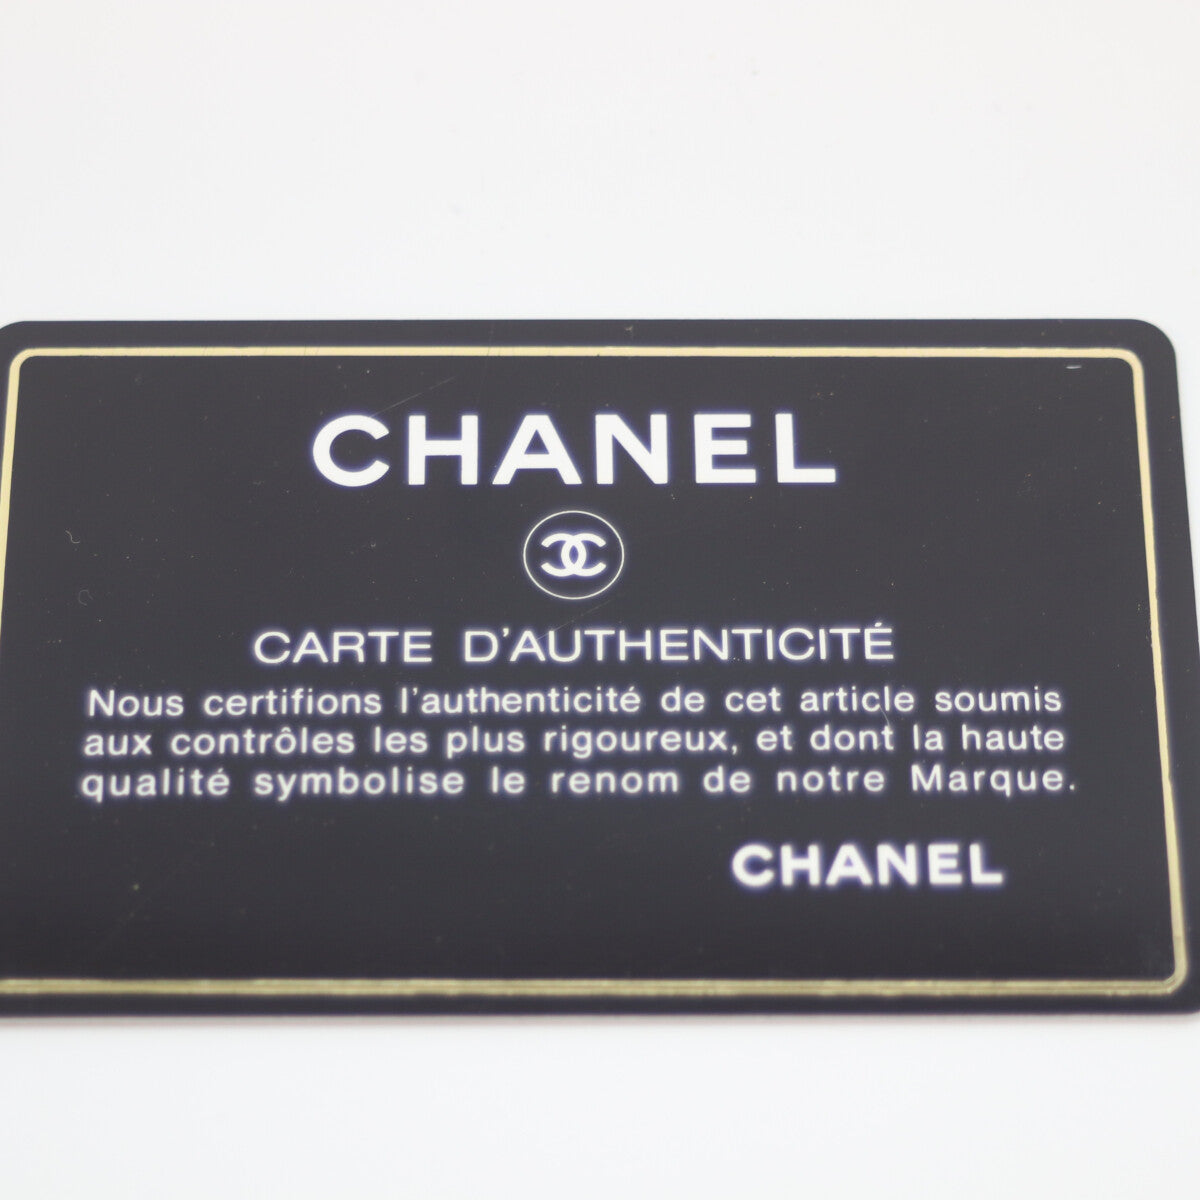 CHANEL
CARTE D'AUTHENTICITÉ
Nous certifions l'authenticité de cet article soumis
aux contrôles les plus rigoureux, et dont la haute
qualité symbolise le renom de notre Marque.
CHANEL